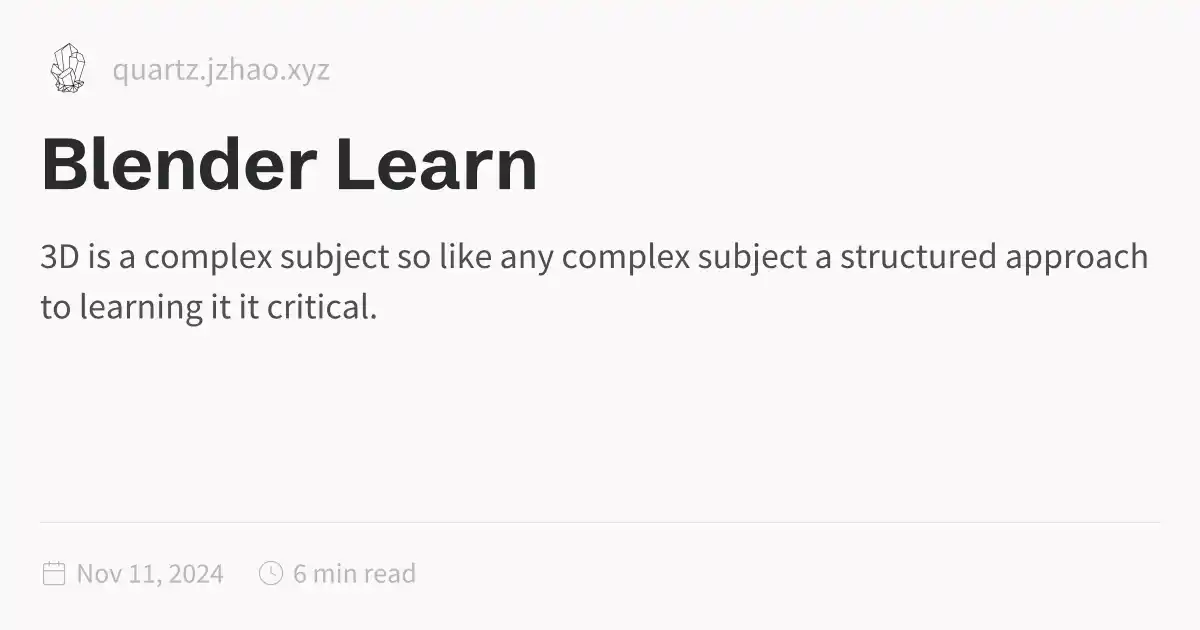 quartz.jzhao.xyz
Blender Learn
3D is a complex subject so like any complex subject a structured approach
to learning it it critical.
Nov 11, 2024 6 min read